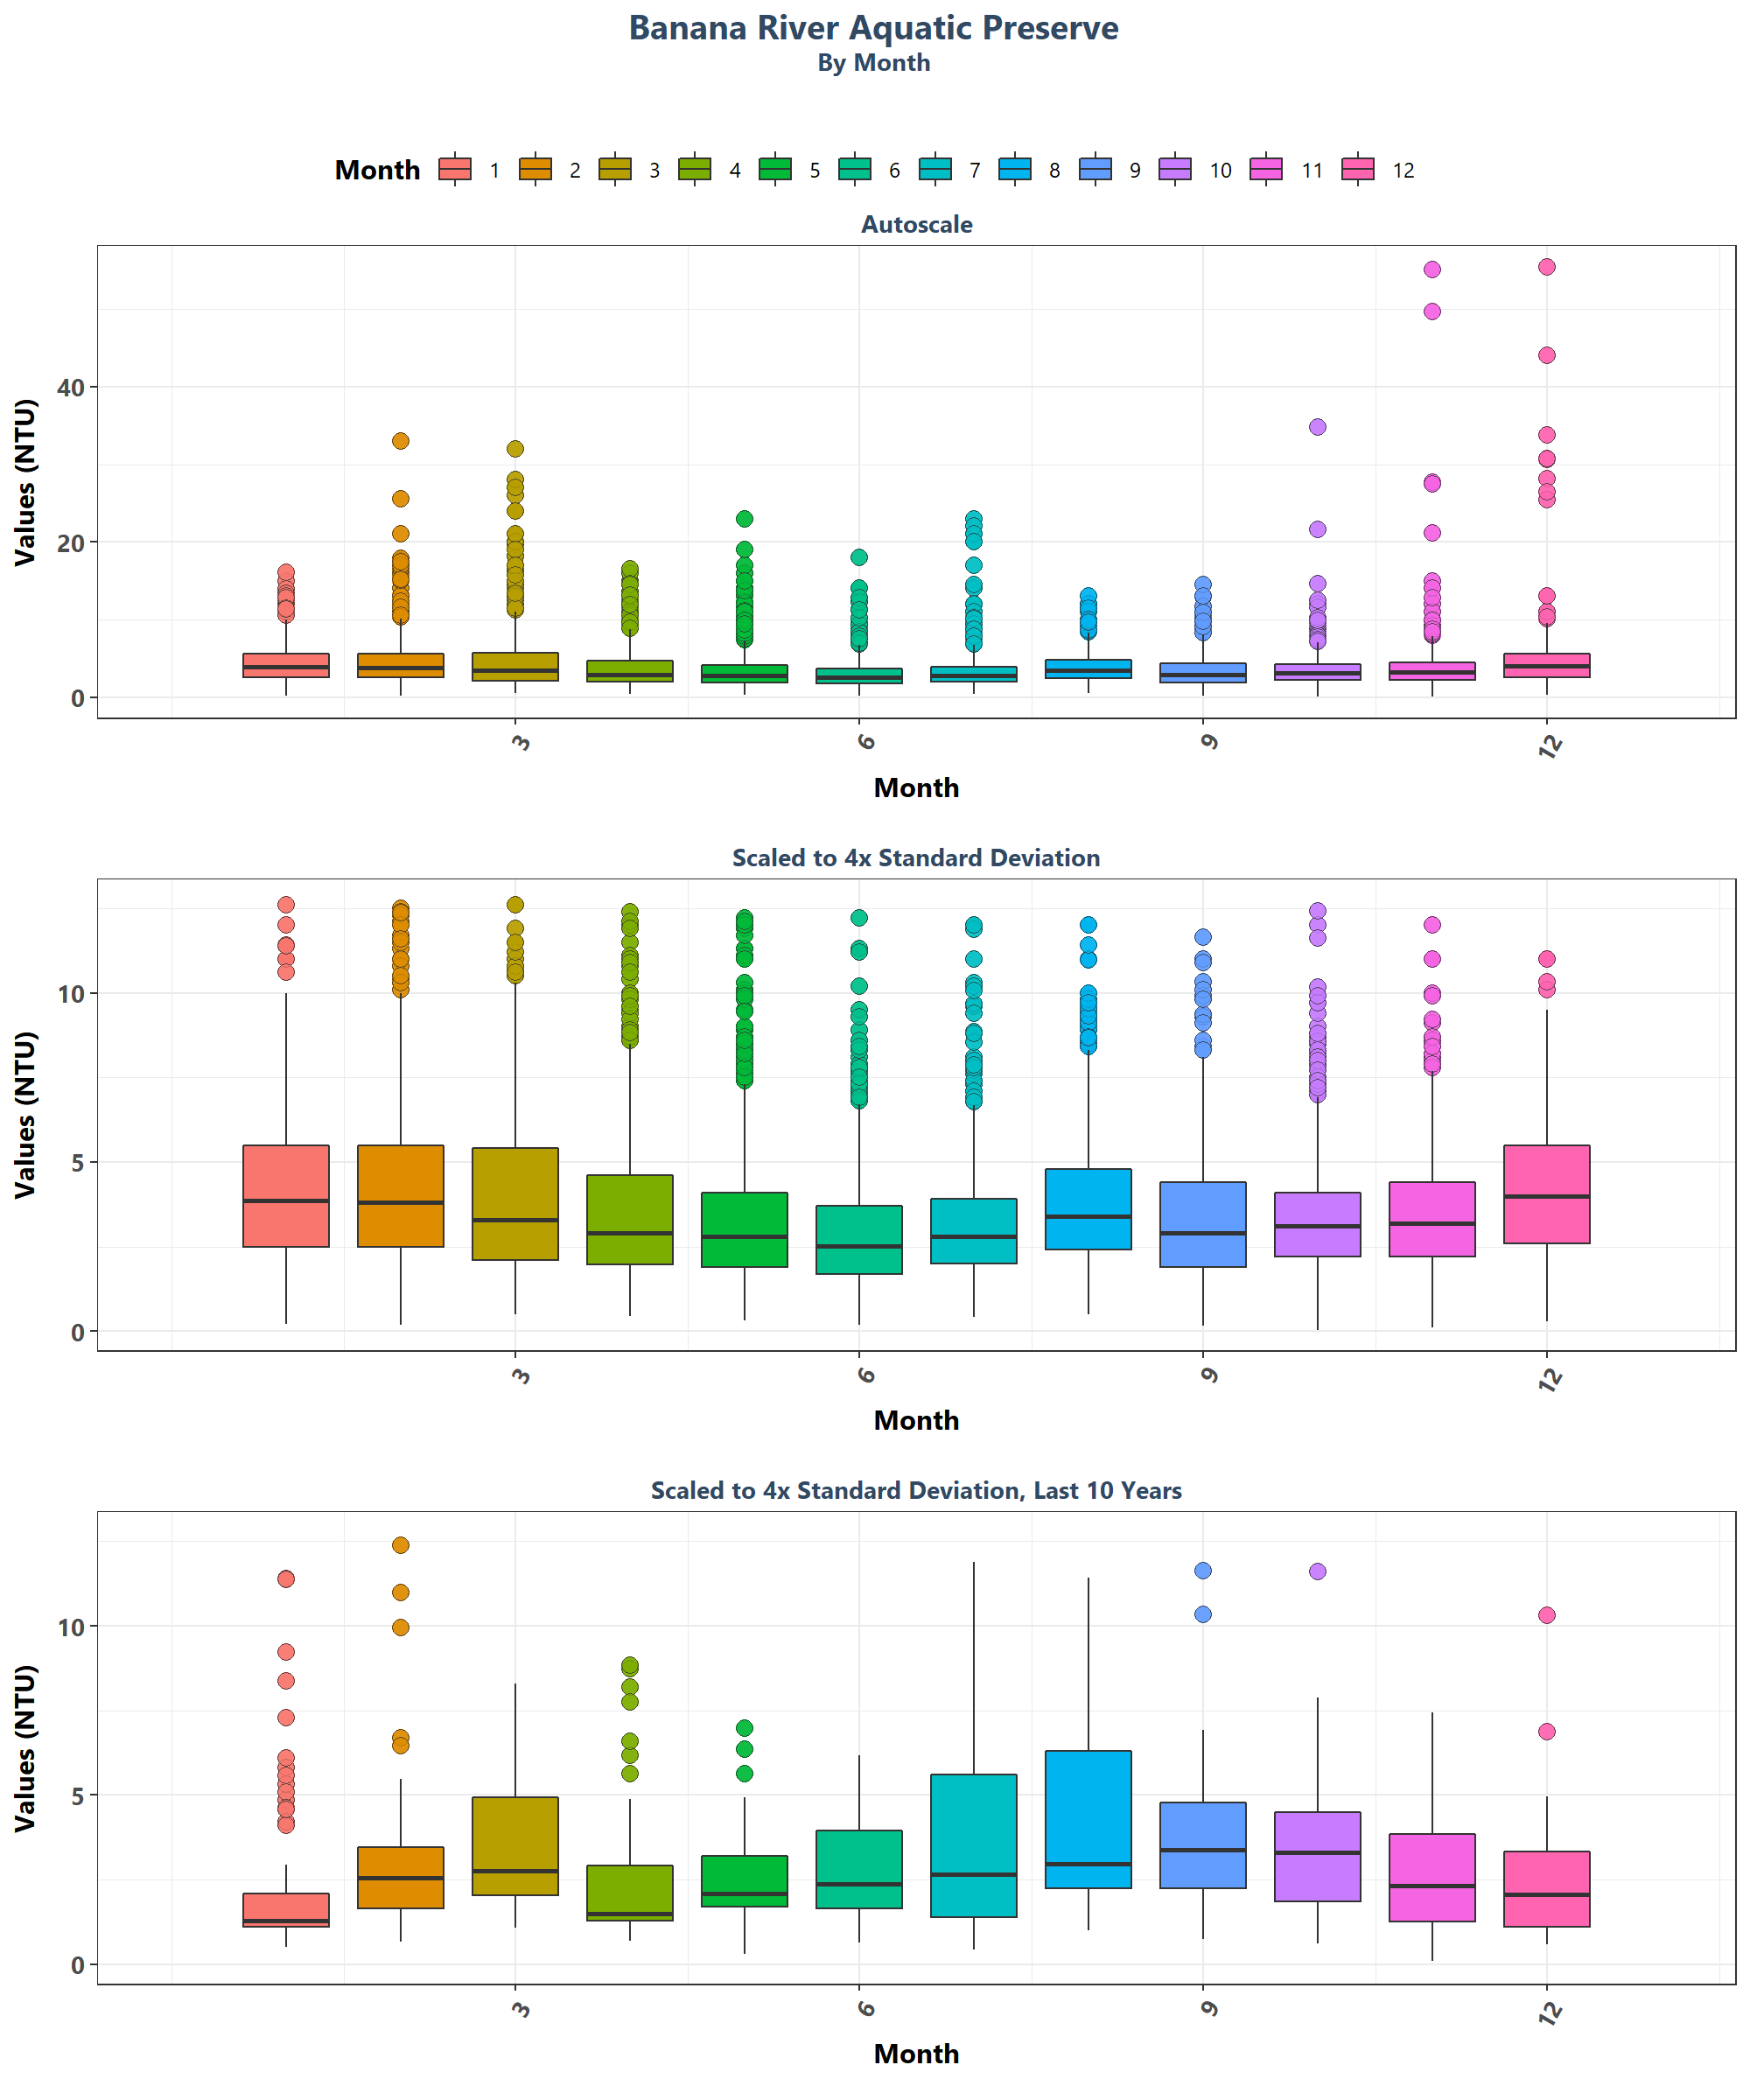 Banana River Aquatic Preserve
By Month
Month 1 2 3 4 5 6 7 8 9 10 11 12
Autoscale
Values (NTU)
40
20
0
3 6 9 12
Month
Scaled to 4x Standard Deviation
Values (NTU)
10
5
0
3 6 9 12
Month
Scaled to 4x Standard Deviation, Last 10 Years
Values (NTU)
10
5
0
3 6 9 12
Month